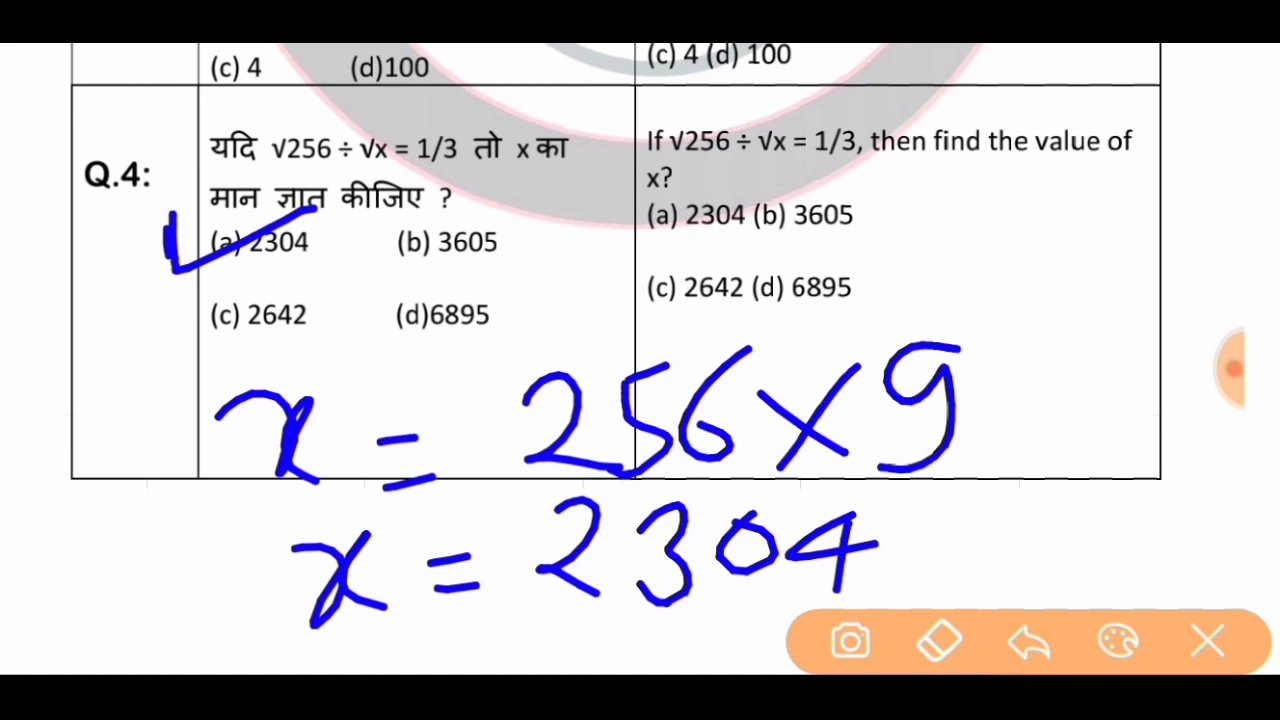 (c) 4 (d)100
(c) 4 (d) 100
Q.4:
यदि √256 ÷ √x = 1/3 तो x का
मान ज्ञात कीजिए ?
(a) 2304 (b) 3605
(c) 2642 (d)6895
If √256 ÷ √x = 1/3, then find the value of
x?
(a) 2304 (b) 3605
(c) 2642 (d) 6895
x = 256 × 9
x = 2304